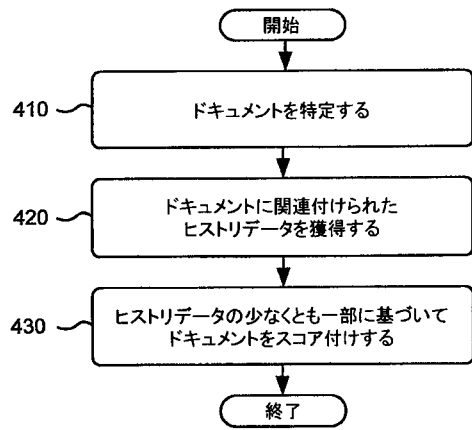 開始
410
ドキュメントを特定する
420
ドキュメントに関連付けられた
ヒストリデータを獲得する
430
ヒストリデータの少なくとも一部に基づいて
ドキュメントをスコア付けする
終了